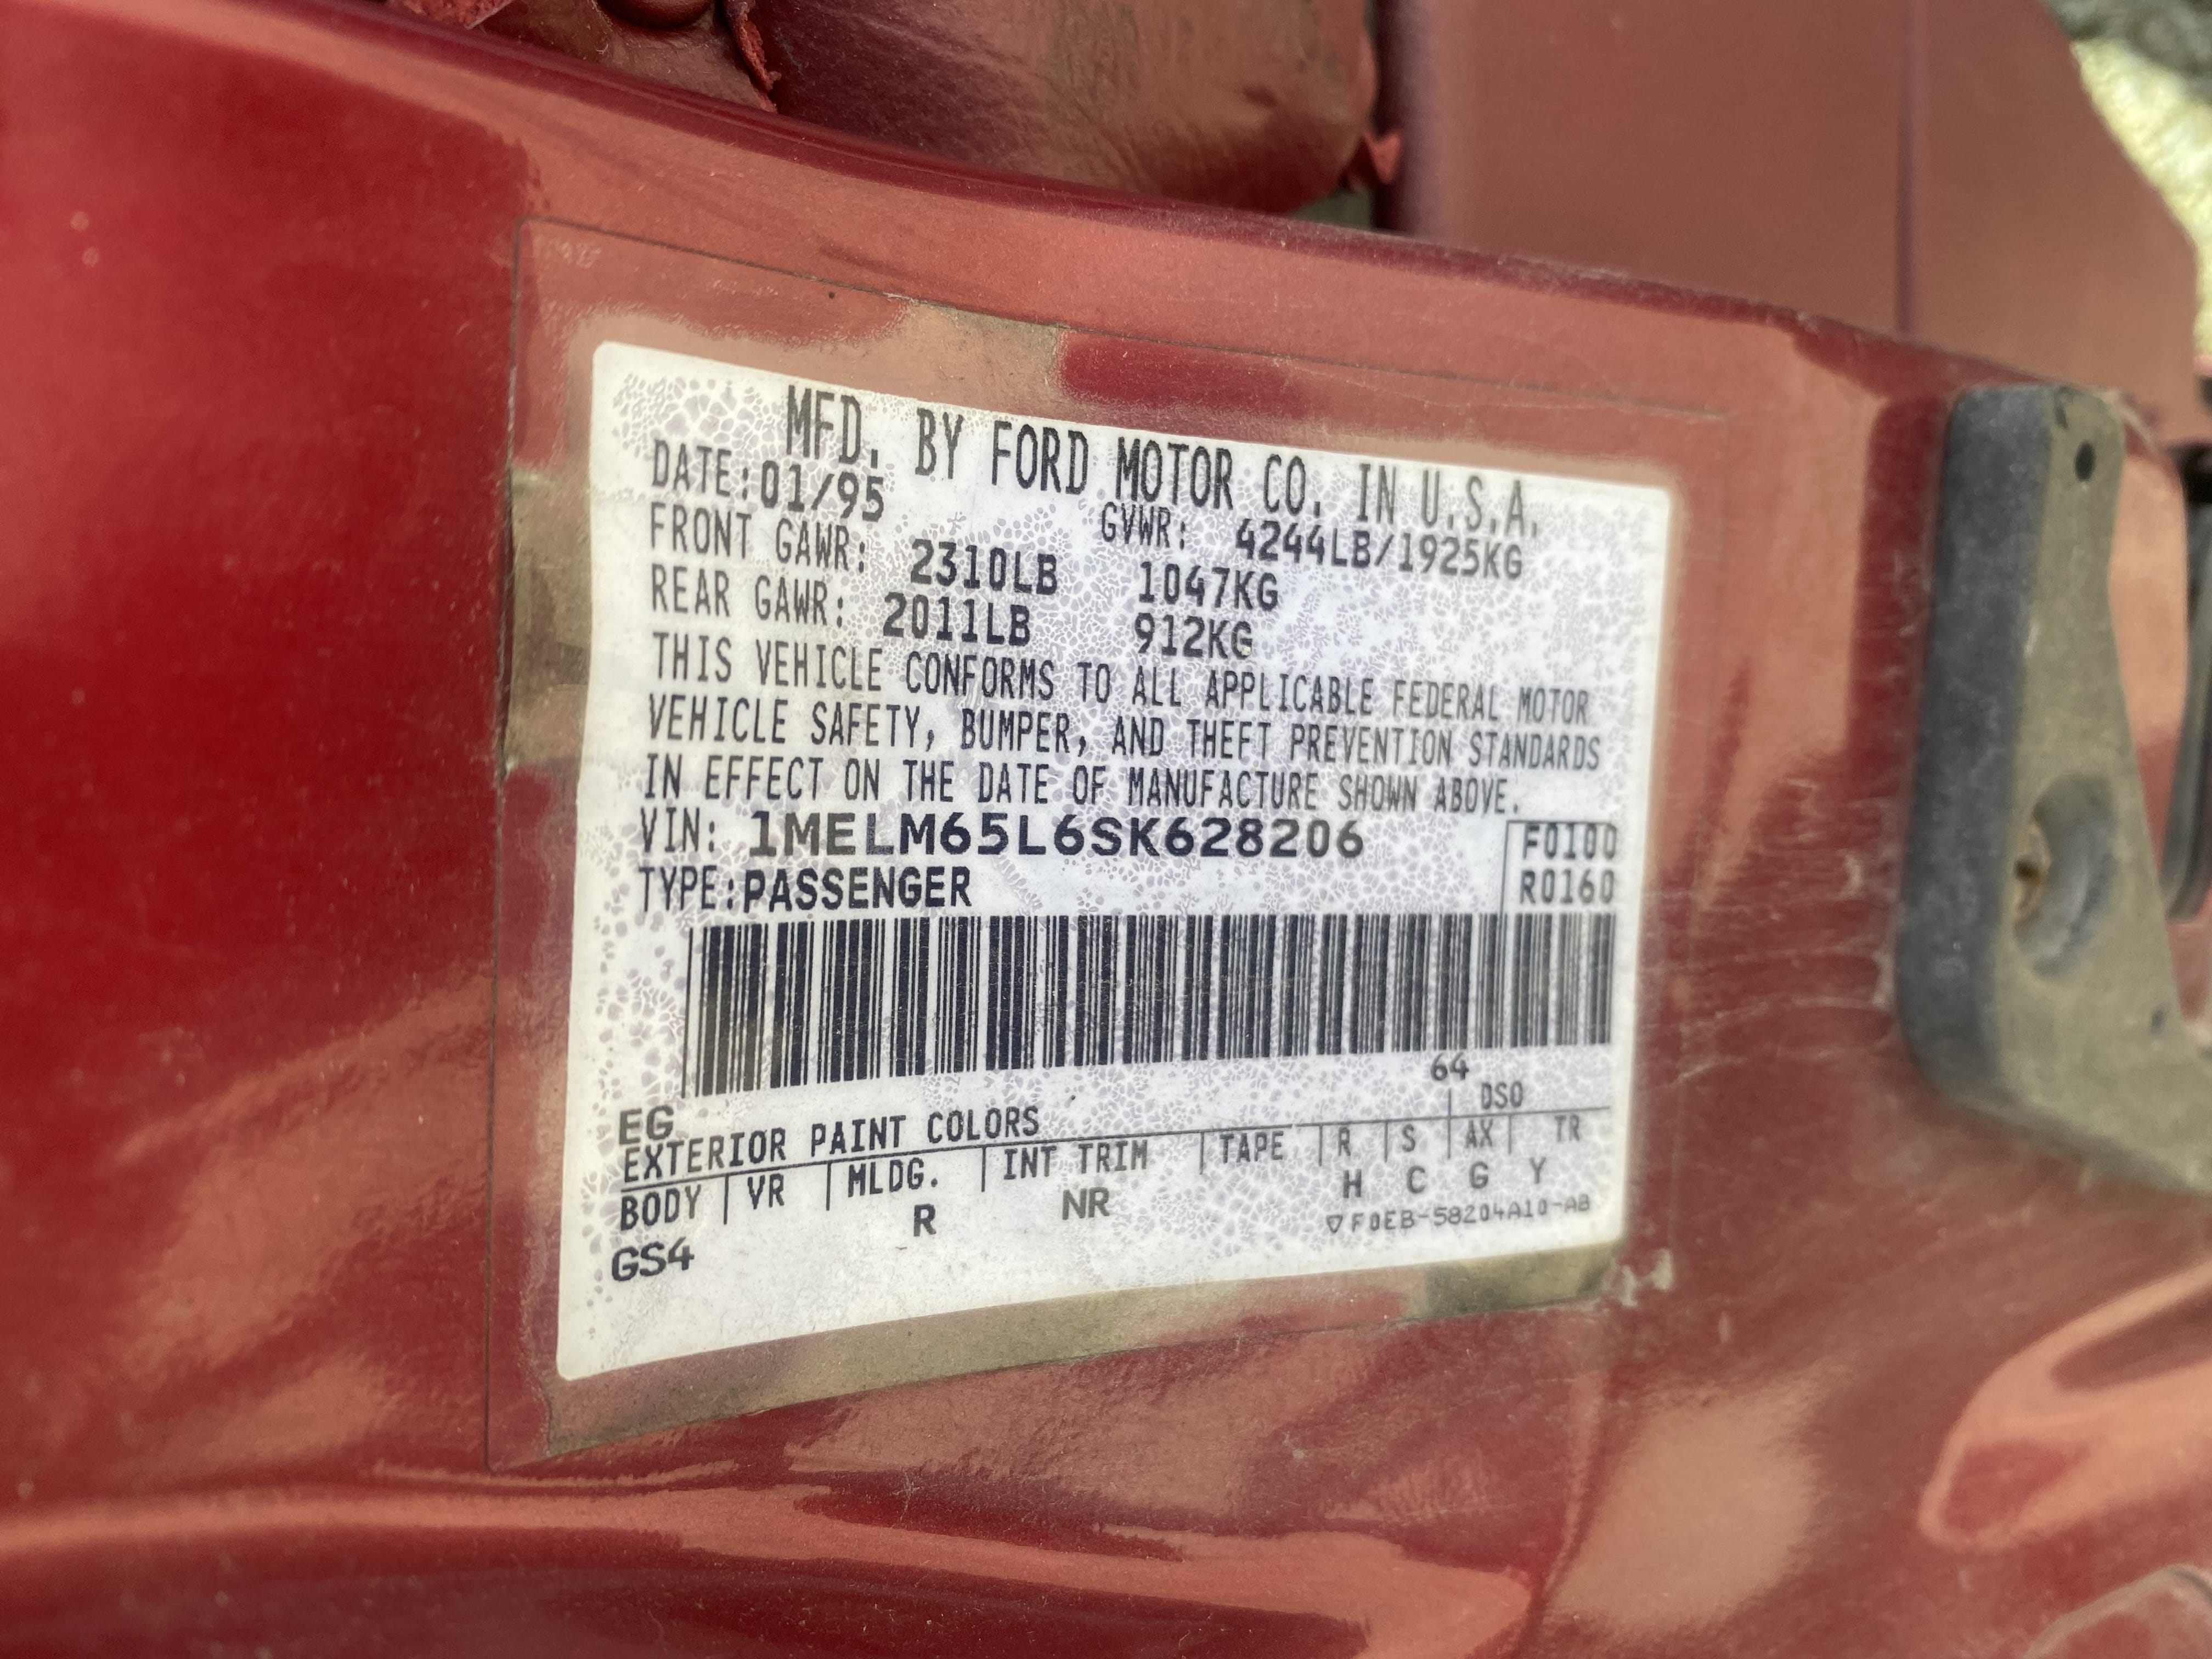 MFD. BY FORD MOTOR CO. IN U.S.A.
DATE:01/95 GVWR: 4244LB/1925KG
FRONT GAWR: 2310LB 1047KG
REAR GAWR: 2011LB 912KG
THIS VEHICLE CONFORMS TO ALL APPLICABLE FEDERAL MOTOR
VEHICLE SAFETY, BUMPER, AND THEFT PREVENTION STANDARDS
IN EFFECT ON THE DATE OF MANUFACTURE SHOWN ABOVE.
VIN: 1MELM65L6SK628206 F0100
TYPE:PASSENGER R0160
64
EG DSO
EXTERIOR PAINT COLORS
BODY VR MLDG. INT TRIM TAPE R S AX TR
GS4 R NR H C G Y
▽F0EB-58204A10-AB